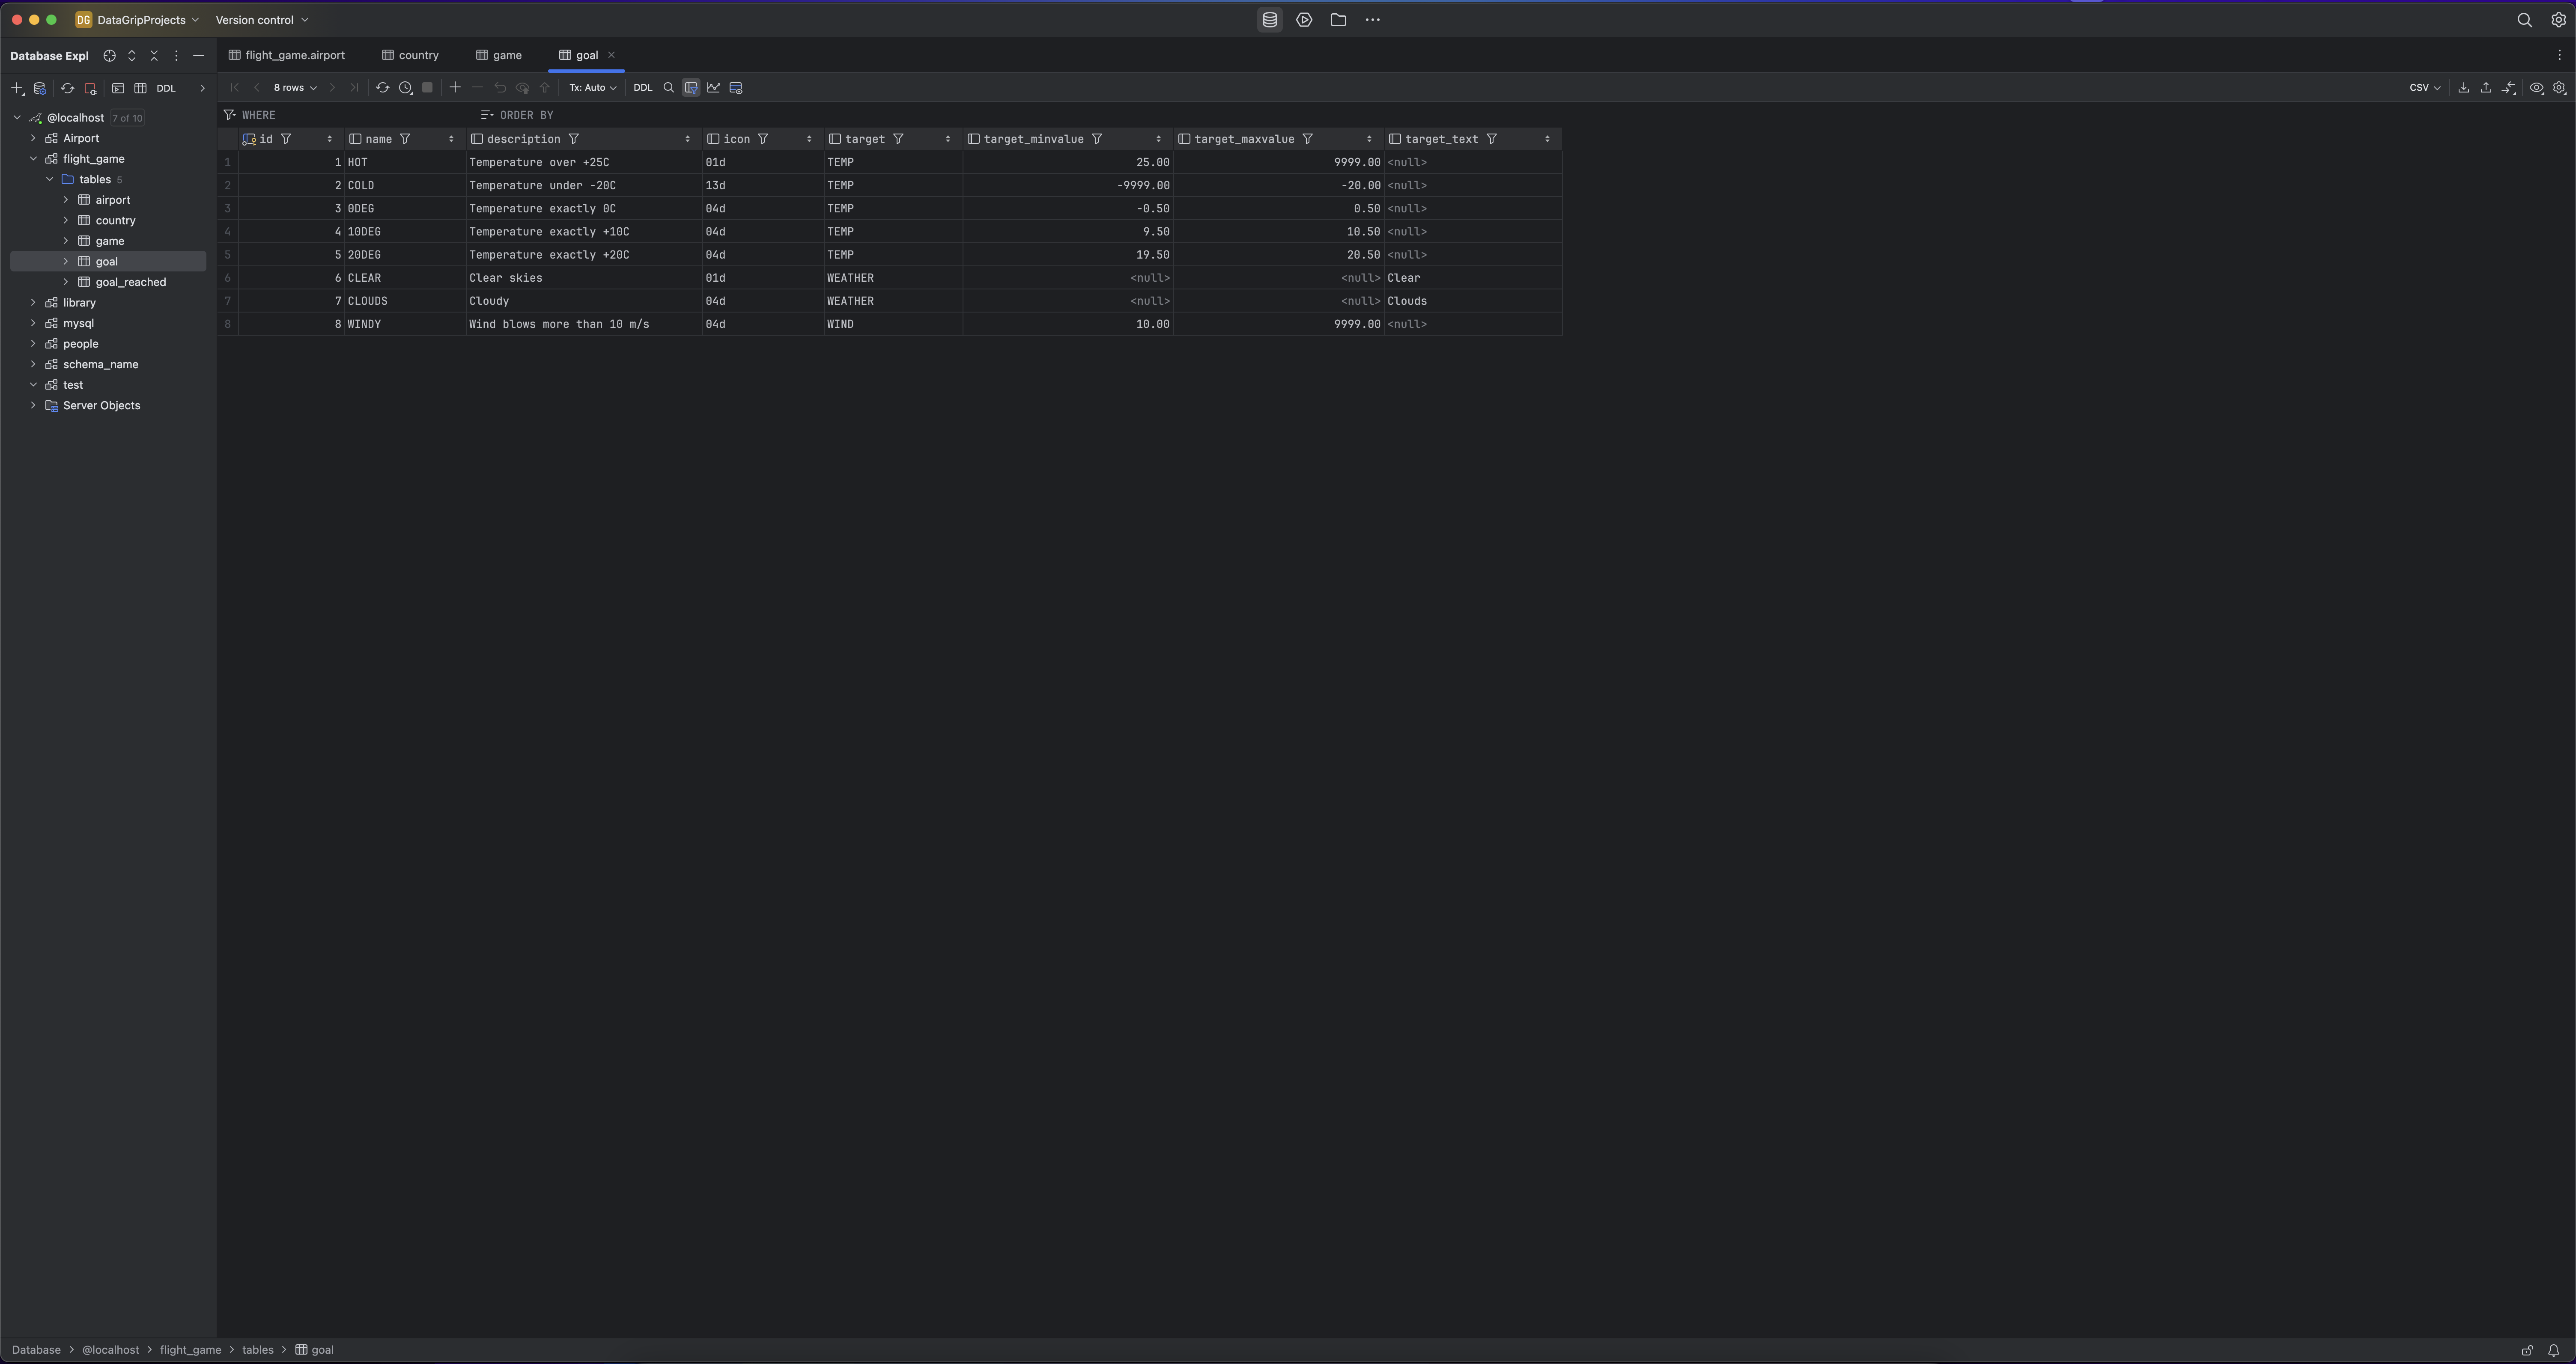 DG DataGripProjects Version control
Database Expl
flight_game.airport country game goal
DDL
8 rows Tx: Auto DDL CSV
WHERE ORDER BY
@localhost 7 of 10
Airport
flight_game
tables 5
airport
country
game
goal
goal_reached
library
mysql
people
schema_name
test
Server Objects
id name description icon target target_minvalue target_maxvalue target_text
1 1 HOT Temperature over +25C 01d TEMP 25.00 9999.00 <null>
2 2 COLD Temperature under -20C 13d TEMP -9999.00 -20.00 <null>
3 3 0DEG Temperature exactly 0C 04d TEMP -0.50 0.50 <null>
4 4 10DEG Temperature exactly +10C 04d TEMP 9.50 10.50 <null>
5 5 20DEG Temperature exactly +20C 04d TEMP 19.50 20.50 <null>
6 6 CLEAR Clear skies 01d WEATHER <null> <null> Clear
7 7 CLOUDS Cloudy 04d WEATHER <null> <null> Clouds
8 8 WINDY Wind blows more than 10 m/s 04d WIND 10.00 9999.00 <null>
Database > @localhost > flight_game > tables > goal